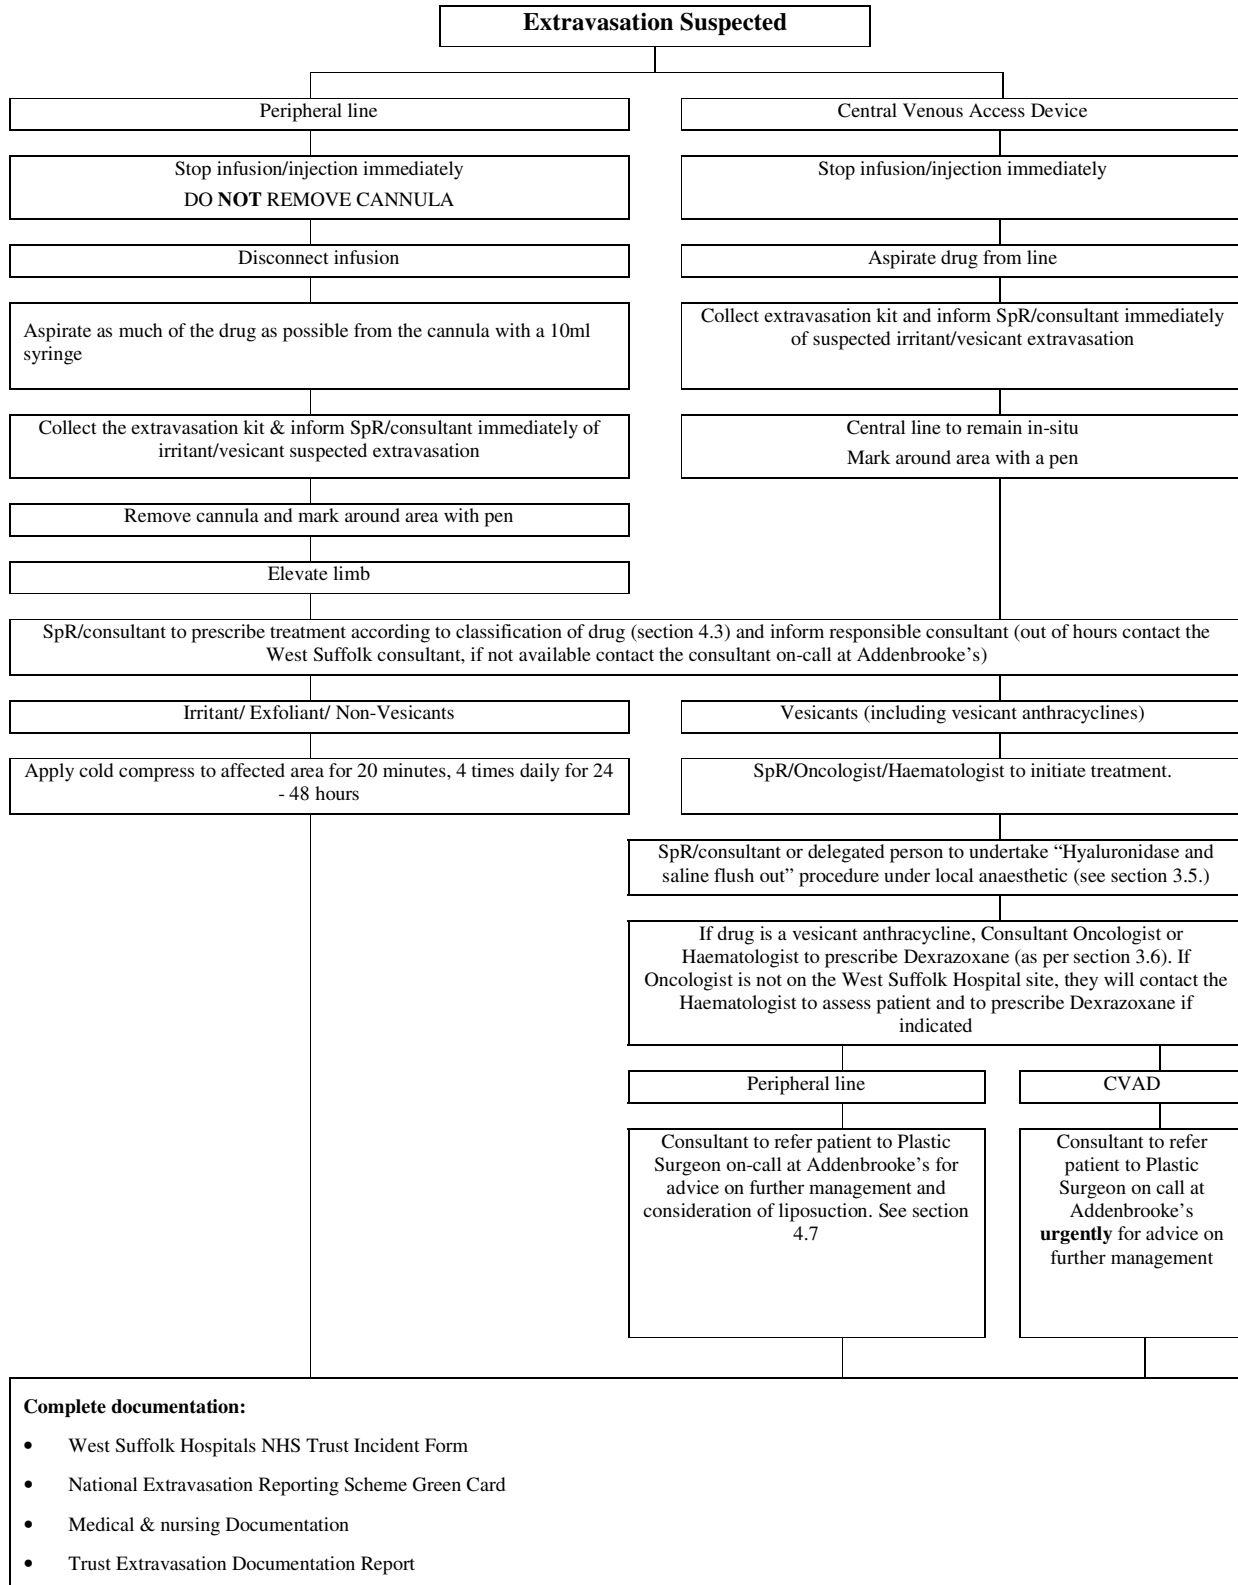 Extravasation Suspected
Peripheral line
Central Venous Access Device
Stop infusion/injection immediately
DO NOT REMOVE CANNULA
Stop infusion/injection immediately
Disconnect infusion
Aspirate drug from line
Aspirate as much of the drug as possible from the cannula with a 10ml
syringe
Collect extravasation kit and inform SpR/consultant immediately
of suspected irritant/vesicant extravasation
Collect the extravasation kit & inform SpR/consultant immediately of
irritant/vesicant suspected extravasation
Central line to remain in-situ
Mark around area with a pen
Remove cannula and mark around area with pen
Elevate limb
SpR/consultant to prescribe treatment according to classification of drug (section 4.3) and inform responsible consultant (out of hours contact the
West Suffolk consultant, if not available contact the consultant on-call at Addenbrooke's)
Irritant/ Exfoliant/ Non-Vesicants
Vesicants (including vesicant anthracyclines)
Apply cold compress to affected area for 20 minutes, 4 times daily for 24
- 48 hours
SpR/Oncologist/Haematologist to initiate treatment.
SpR/consultant or delegated person to undertake “Hyaluronidase and
saline flush out” procedure under local anaesthetic (see section 3.5.)
If drug is a vesicant anthracycline, Consultant Oncologist or
Haematologist to prescribe Dexrazoxane (as per section 3.6). If
Oncologist is not on the West Suffolk Hospital site, they will contact the
Haematologist to assess patient and to prescribe Dexrazoxane if
indicated
Peripheral line
CVAD
Consultant to refer patient to Plastic
Surgeon on-call at Addenbrooke's for
advice on further management and
consideration of liposuction. See section
4.7
Consultant to refer
patient to Plastic
Surgeon on call at
Addenbrooke's
urgently for advice on
further management
Complete documentation:
• West Suffolk Hospitals NHS Trust Incident Form
• National Extravasation Reporting Scheme Green Card
• Medical & nursing Documentation
• Trust Extravasation Documentation Report